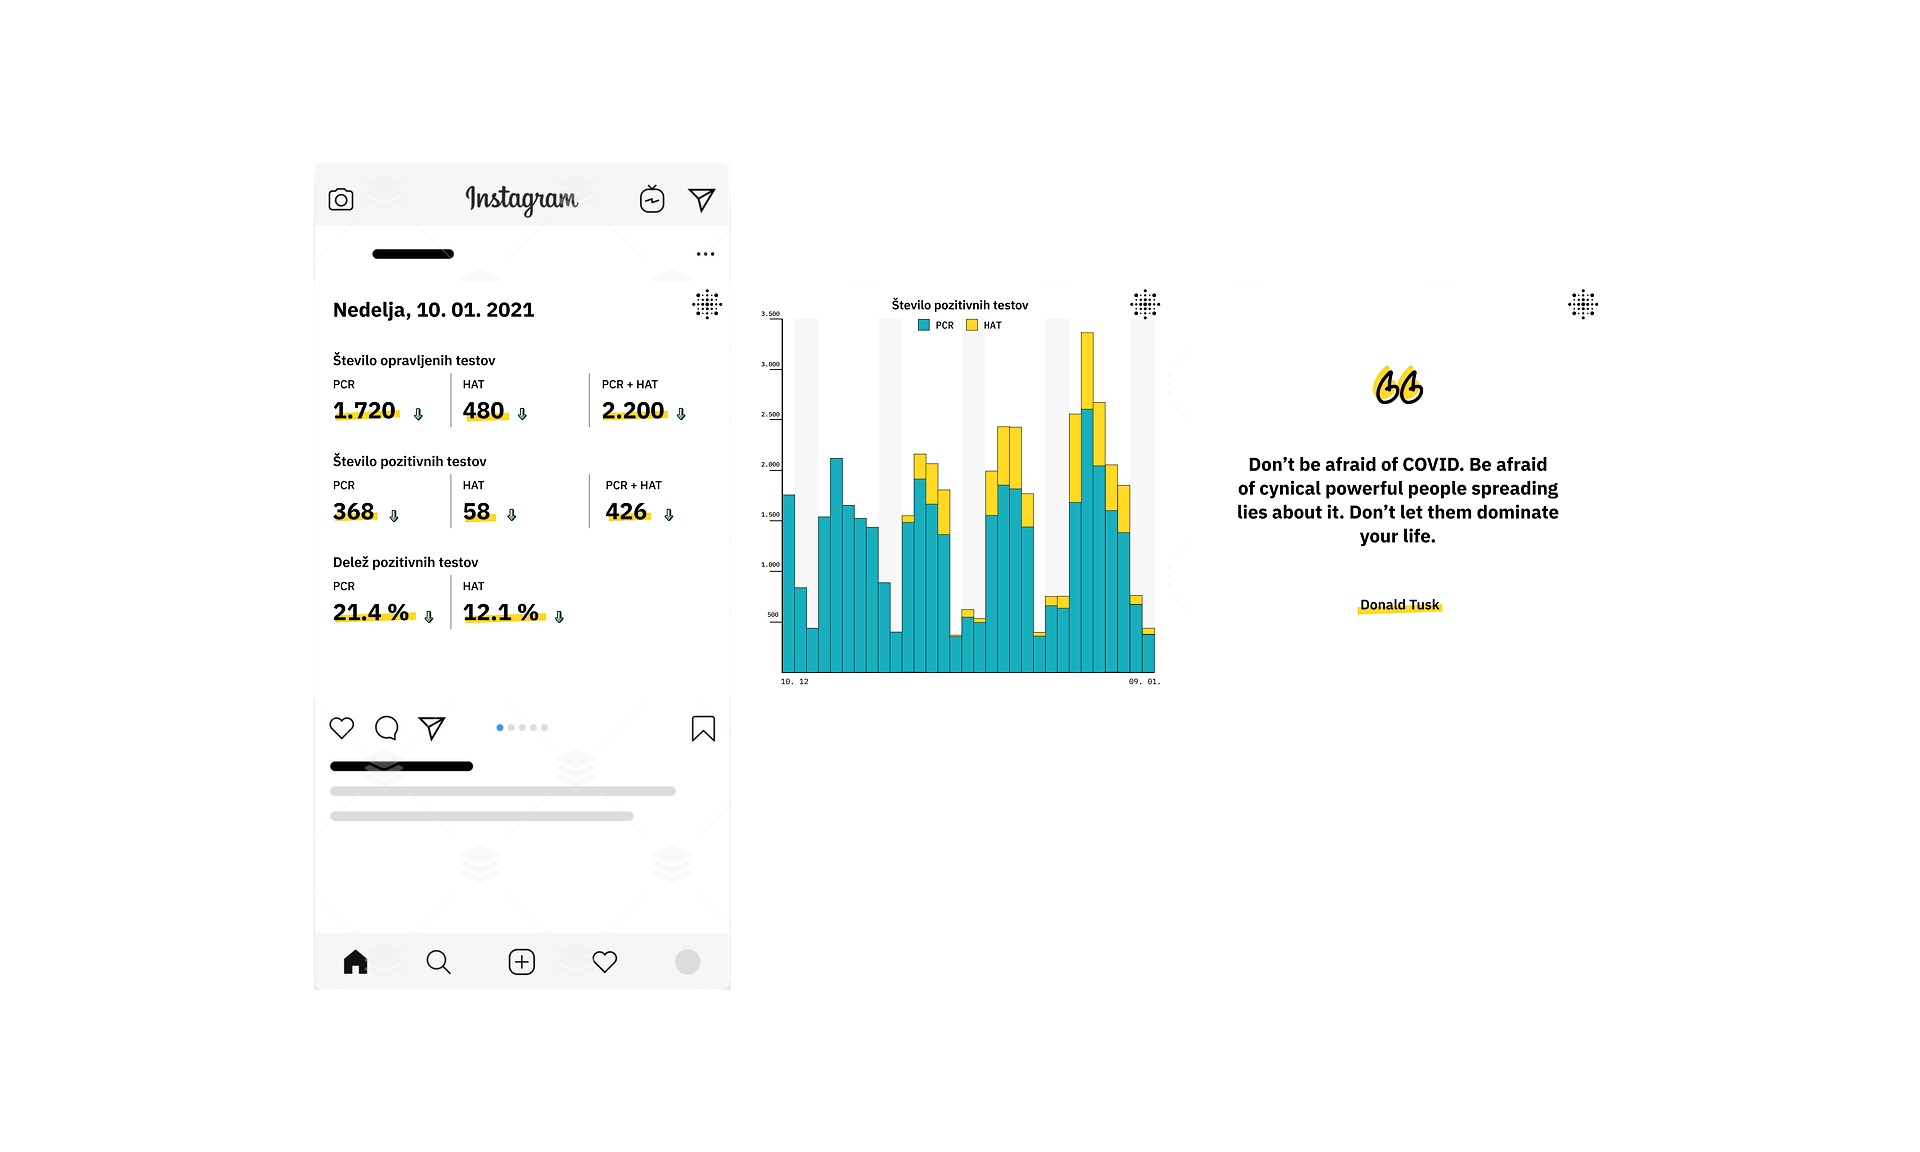 Instagram
Nedelja, 10. 01. 2021
Število opravljenih testov
PCR
HAT
PCR + HAT
1.720
480
2.200
Število pozitivnih testov
PCR
HAT
PCR + HAT
368
58
426
Delež pozitivnih testov
PCR
HAT
21.4 %
12.1 %
Število pozitivnih testov
PCR
HAT
3.500
3.000
2.500
2.000
1.500
1.000
500
10. 12
09. 01.
Don’t be afraid of COVID. Be afraid
of cynical powerful people spreading
lies about it. Don’t let them dominate
your life.
Donald Tusk